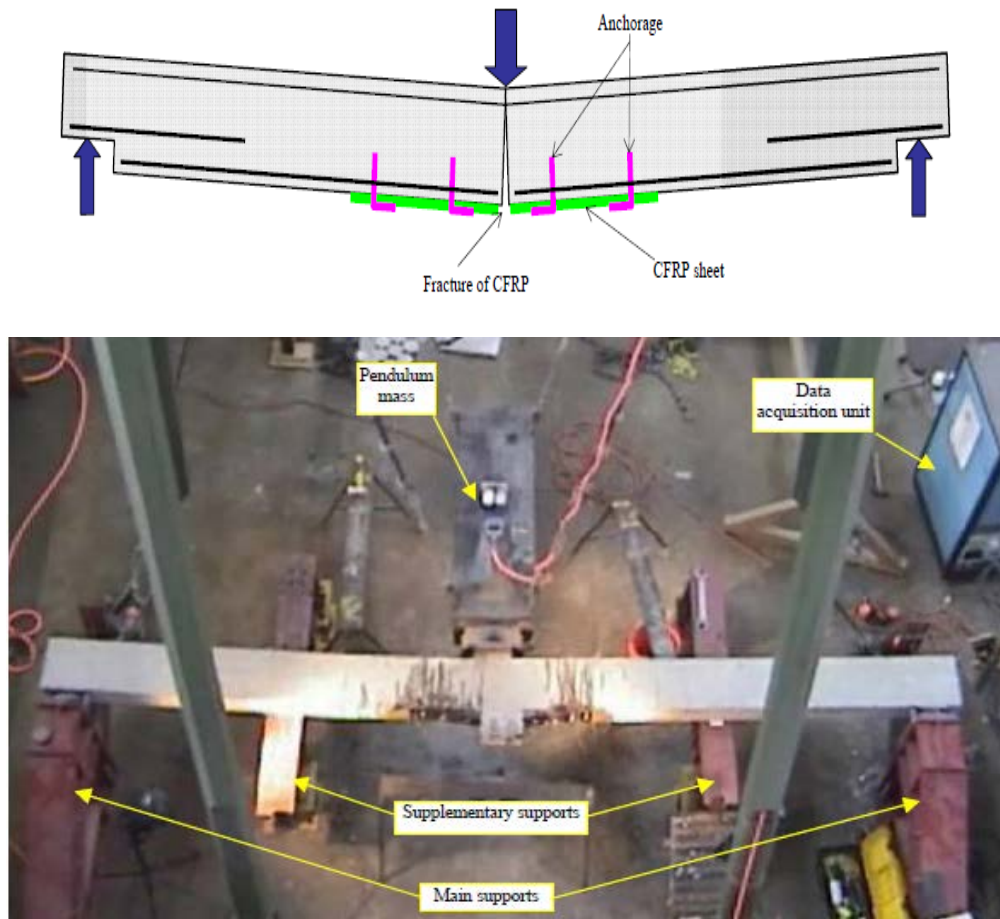 Anchorage
Fracture of CFRP
CFRP sheet
Pendulum
mass
Data
acquisition unit
Supplementary supports
Main supports